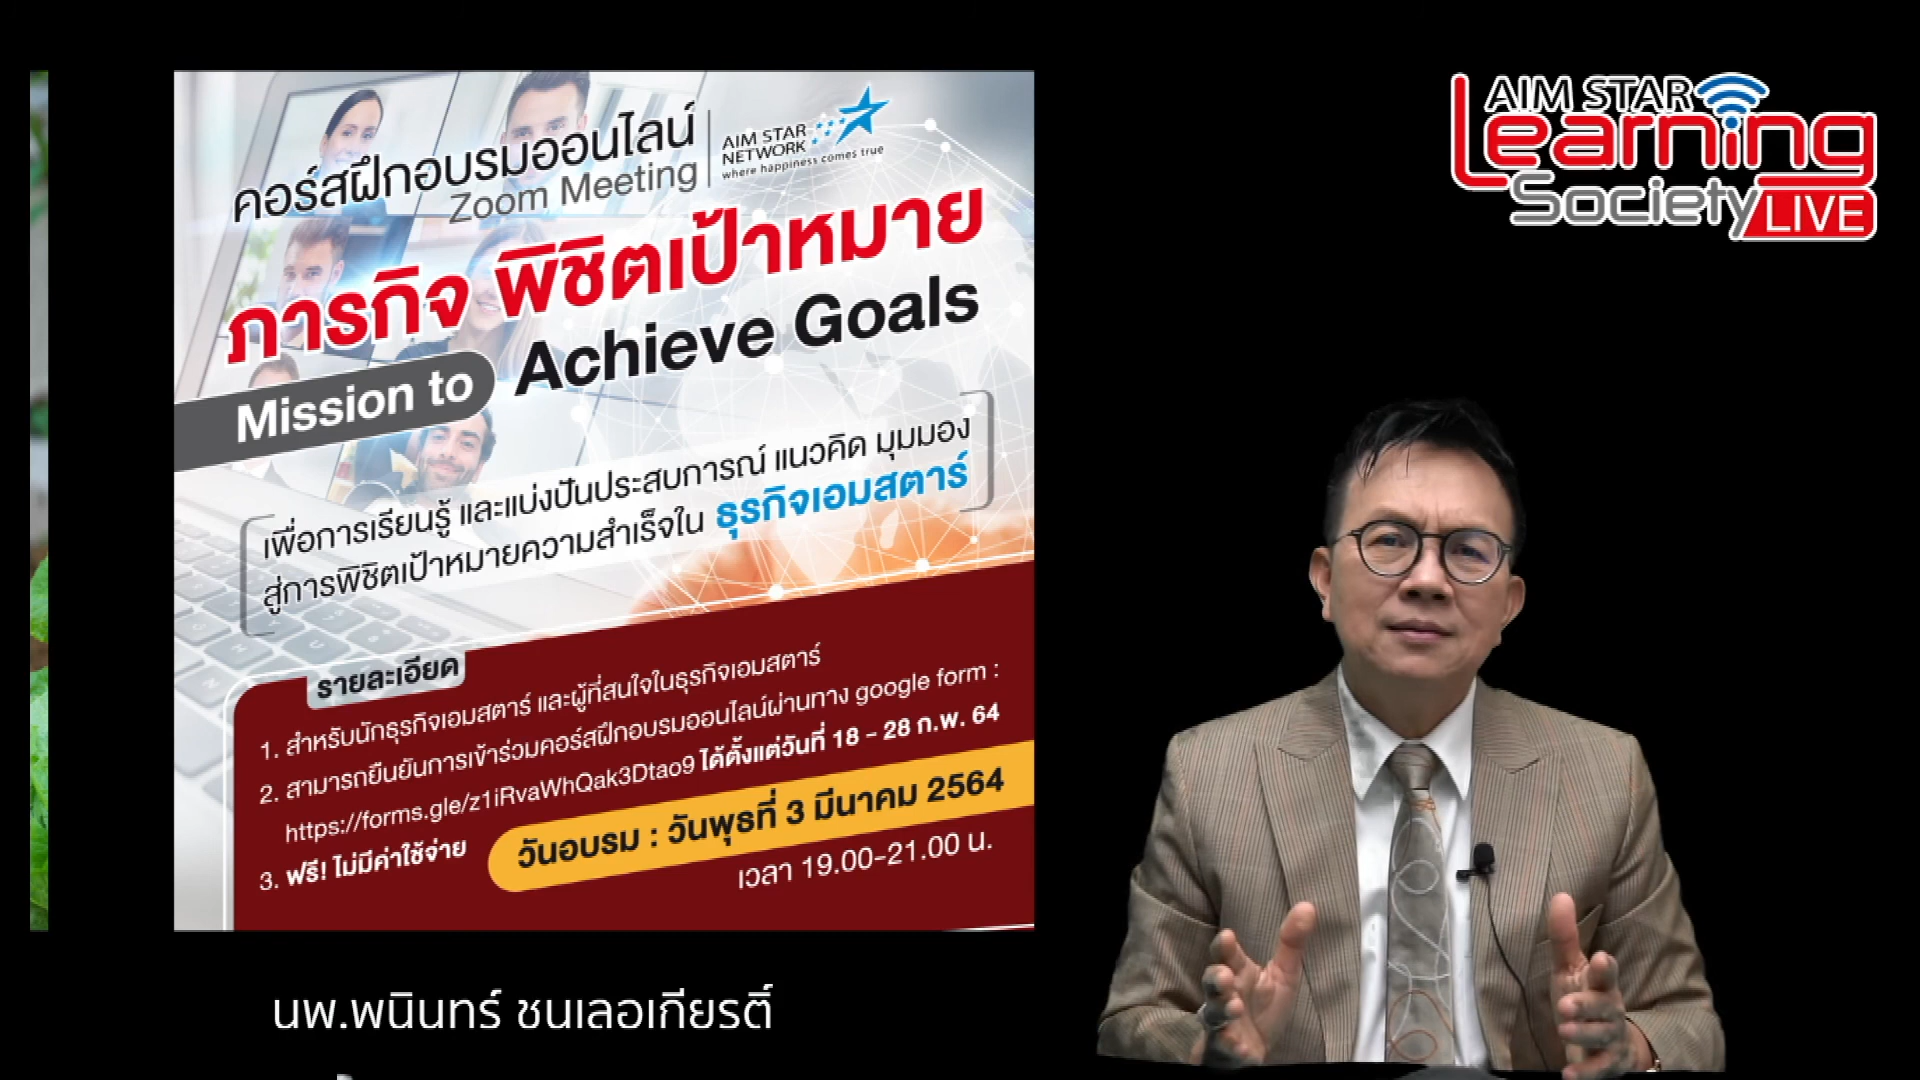 คอร์สฝึกอบรมออนไลน์
Zoom Meeting
AIM STAR
NETWORK
where happiness comes true
ภารกิจ พิชิตเป้าหมาย
Mission to Achieve Goals
เพื่อการเรียนรู้ และแบ่งปันประสบการณ์ แนวคิด มุมมอง
สู่การพิชิตเป้าหมายความสำเร็จใน ธุรกิจเอมสตาร์
รายละเอียด
1. สำหรับนักธุรกิจเอมสตาร์ และผู้ที่สนใจในธุรกิจเอมสตาร์
2. สามารถยืนยันการเข้าร่วมคอร์สฝึกอบรมออนไลน์ผ่านทาง google form :
https://forms.gle/z1iRvaWhQak3Dtao9 ได้ตั้งแต่วันที่ 18 - 28 ก.พ. 64
3. ฟรี! ไม่มีค่าใช้จ่าย
วันอบรม : วันพุธที่ 3 มีนาคม 2564
เวลา 19.00-21.00 น.
AIM STAR
Learning
Society LIVE
นพ.พนินทร์ ชนเลอเกียรติ์